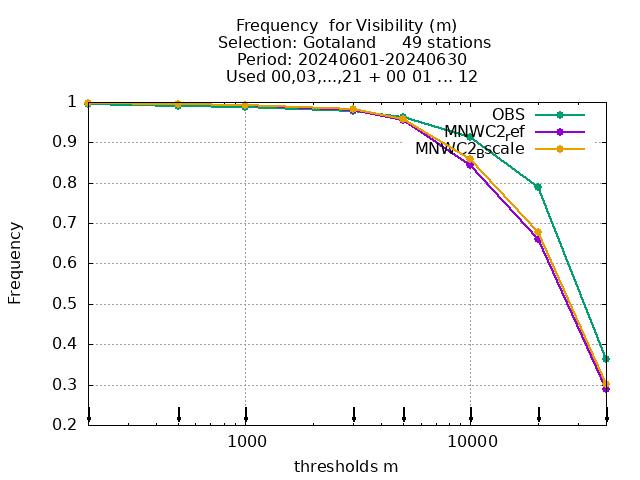 Frequency  for Visibility (m)
Selection: Gotaland     49 stations
Period: 20240601-20240630
Used 00,03,...,21 + 00 01 ... 12
OBS
MNWC2ref
MNWC2Bscale
Frequency
1
0.9
0.8
0.7
0.6
0.5
0.4
0.3
0.2
1000
10000
thresholds m